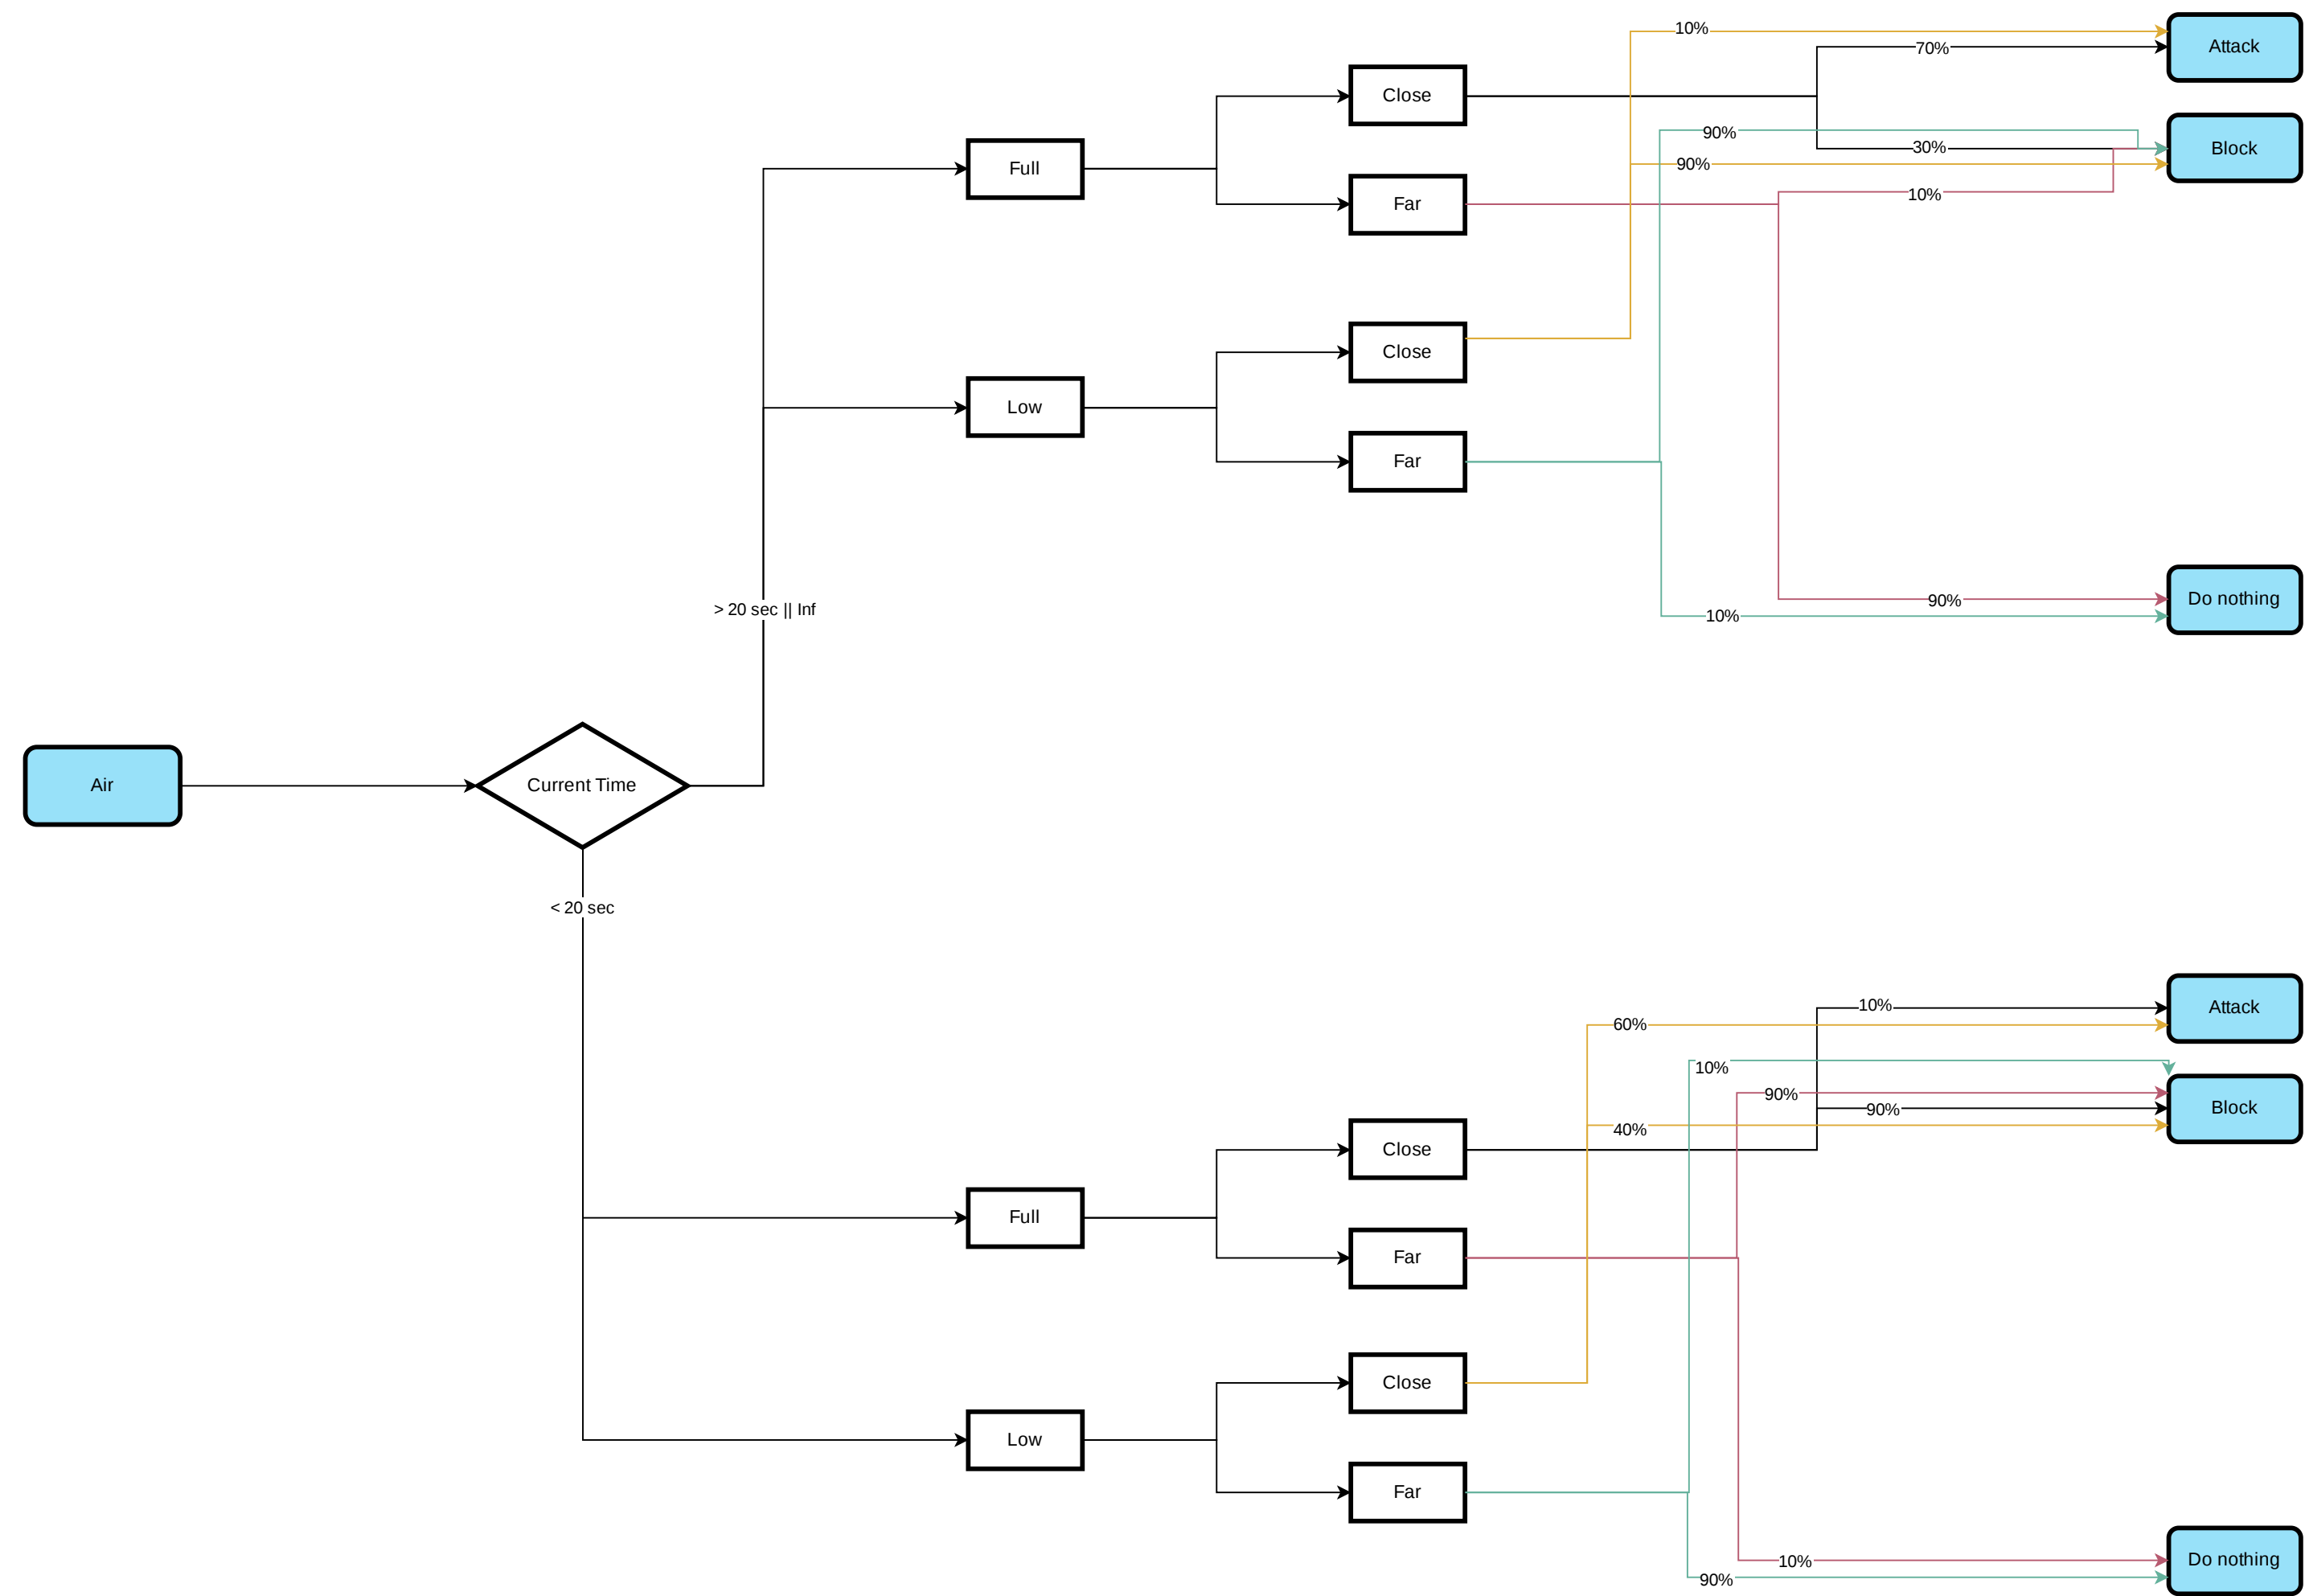 10%
Attack
70%
Close
90%
30%
Block
Full
90%
10%
Far
Close
Low
Far
Do nothing
90%
> 20 sec || Inf
10%
Air
Current Time
< 20 sec
10%
Attack
60%
10%
90%
Block
90%
40%
Close
Full
Far
Close
Low
Far
Do nothing
10%
90%